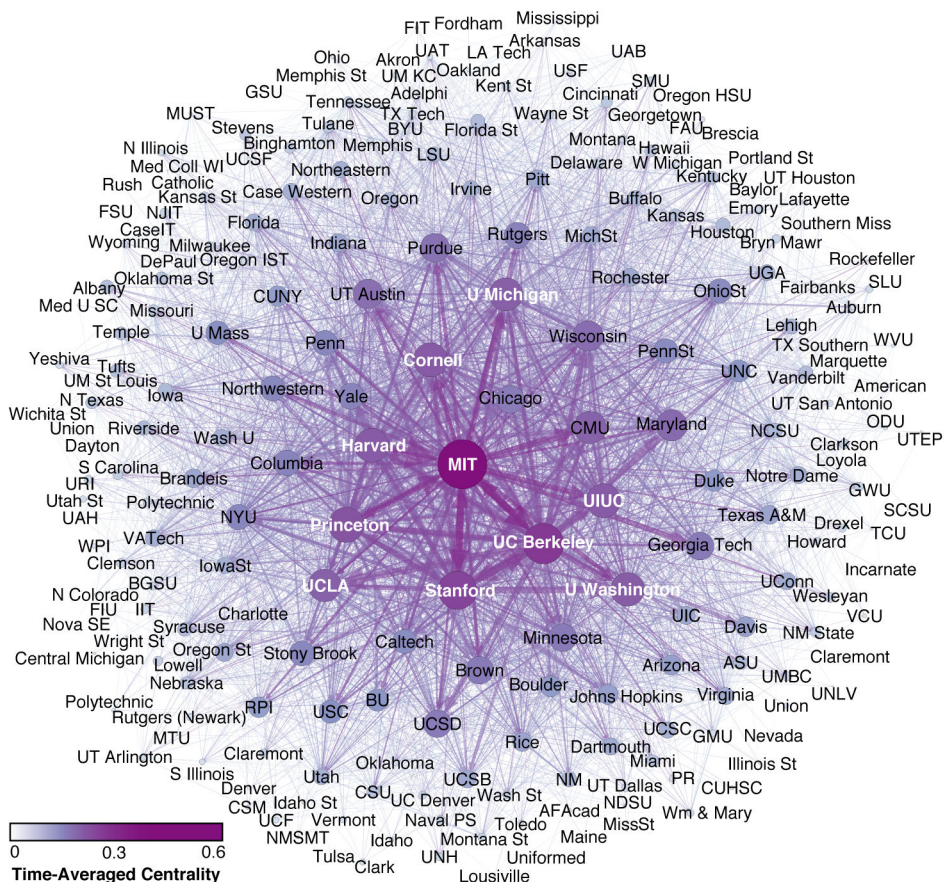 Mississippi
FIT Fordham
Arkansas
UAT LA Tech UAB
Ohio Akron
Memphis St UM KC Oakland USF SMU
GSU Adelphi Kent St Cincinnati Oregon HSU
MUST Tennessee TX Tech Wayne St Georgetown
Stevens Tulane BYU Florida St FAU Brescia
N Illinois Binghamton Memphis Montana Hawaii
Med Coll WI UCSF LSU Delaware W Michigan Portland St
Rush Catholic Northeastern Pitt Kentucky UT Houston
Kansas St Case Western Oregon Irvine Buffalo Baylor Lafayette
FSU NJIT Kansas Emory
CaseIT Florida Rutgers MichSt Houston Southern Miss
Wyoming Milwaukee Indiana Purdue Bryn Mawr
DePaul Oregon IST Rockefeller
Oklahoma St Rochester UGA
Albany CUNY UT Austin U Michigan OhioSt Fairbanks SLU
Med U SC Missouri Auburn
Temple U Mass Penn Wisconsin Lehigh
PennSt TX Southern WVU
Yeshiva Tufts Cornell UNC Marquette
UM St Louis Vanderbilt
N Texas Iowa Northwestern Yale Chicago American
Wichita St UT San Antonio
Union Riverside CMU Maryland ODU
Dayton Wash U Harvard NCSU Clarkson UTEP
S Carolina Columbia MIT Loyola
URI Brandeis Duke Notre Dame
Utah St Polytechnic UIUC GWU
UAH NYU Princeton Texas A&M Drexel SCSU
WPI VATech UC Berkeley Georgia Tech Howard TCU
Clemson IowaSt Incarnate
BGSU UCLA Stanford U Washington UConn
N Colorado Wesleyan
FIU IIT Charlotte UIC VCU
Nova SE Syracuse Caltech Minnesota Davis NM State
Wright St Oregon St Stony Brook
Central Michigan Lowell Brown Arizona ASU Claremont
Nebraska Boulder UMBC
Polytechnic BU Johns Hopkins Virginia UNLV
Rutgers (Newark) RPI USC Union
MTU UCSD UCSC GMU Nevada
UT Arlington Claremont Rice Dartmouth
S Illinois Oklahoma Miami Illinois St
Denver Utah UCSB NM PR
CSM Idaho St CSU UC Denver Wash St UT Dallas CUHSC
UCF Vermont Naval PS AFAcad NDSU Wm & Mary
NMSMT Idaho Montana St Toledo MissSt
Tulsa UNH Maine
Clark Uniformed
Lousiville
0 0.3 0.6
Time-Averaged Centrality